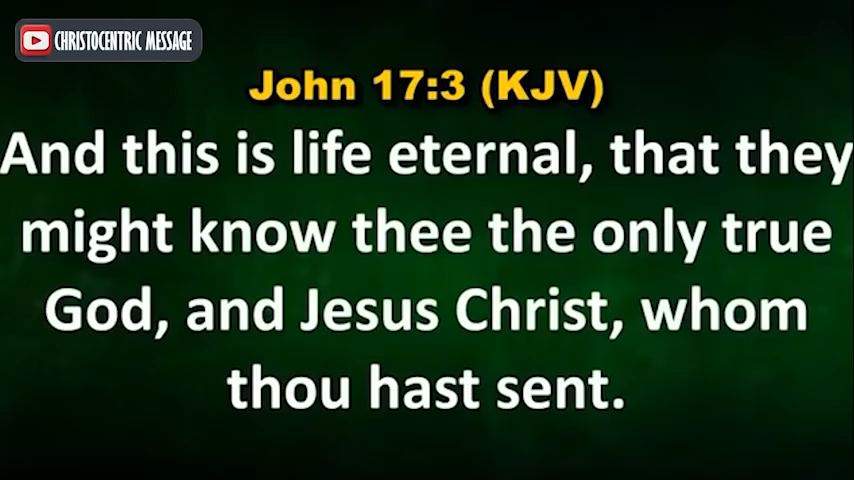 CHRISTOCENTRIC MESSAGE
John 17:3 (KJV)
And this is life eternal, that they
might know thee the only true
God, and Jesus Christ, whom
thou hast sent.